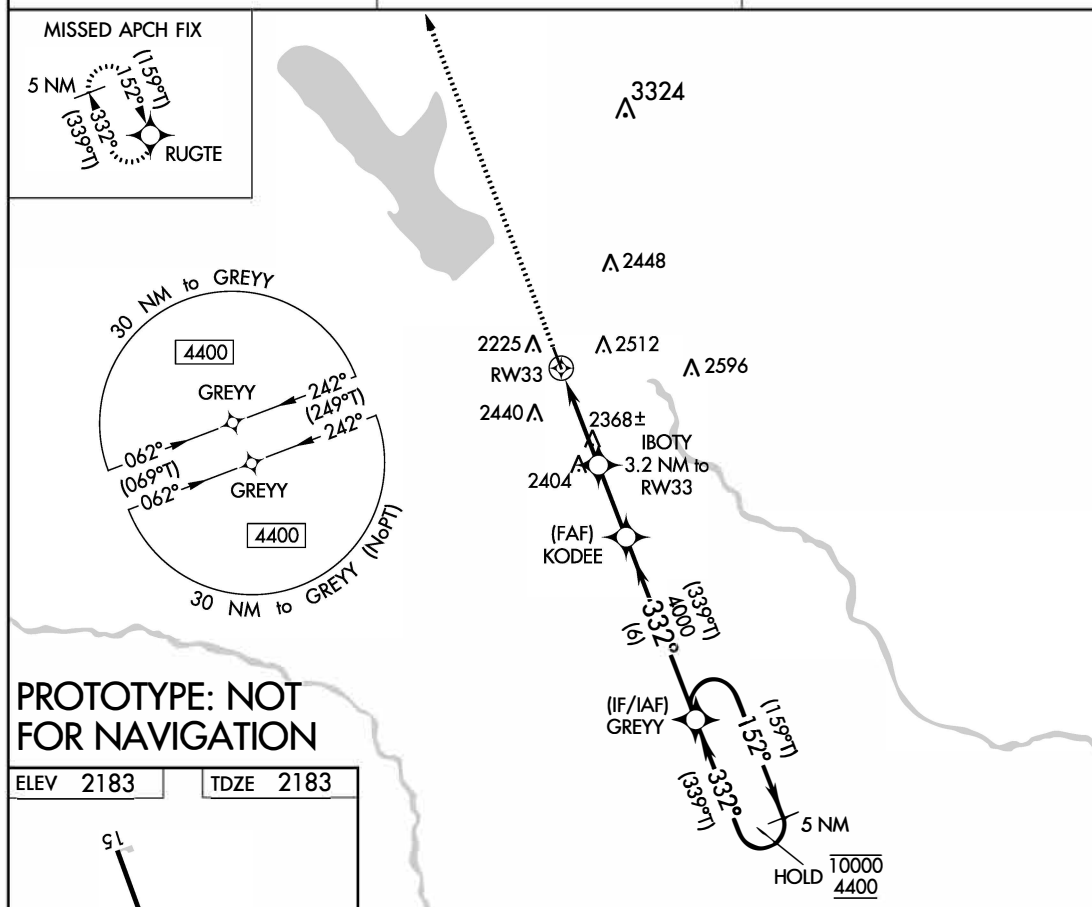 MISSED APCH FIX
5 NM
(159°T)
152°
332°
(339°T)
RUGTE
3324
2448
2225
2512
RW33
2596
2440
2368±
IBOTY
3.2 NM to
RW33
2404
(FAF)
KODEE
(339°T)
4000
332°
(6)
(IF/IAF)
GREYY
(159°T)
152°
332°
(339°T)
5 NM
HOLD
10000
4400
30 NM to GREYY
4400
GREYY
242°
(249°T)
242°
062°
(069°T)
062°
GREYY
4400
30 NM to GREYY (NoPT)
PROTOTYPE: NOT
FOR NAVIGATION
ELEV 2183
TDZE 2183
15